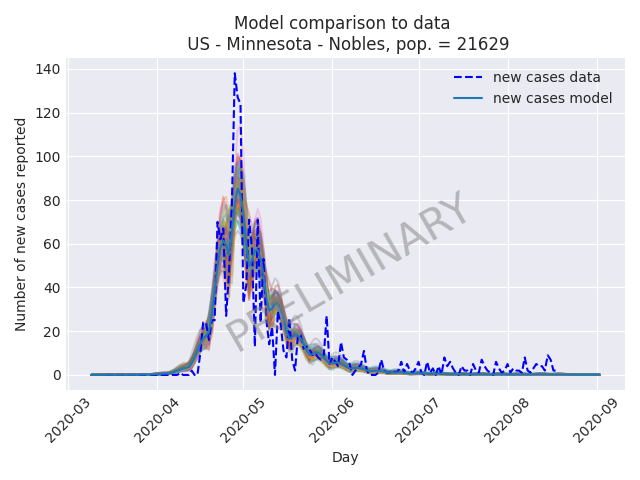 Model comparison to data
US - Minnesota - Nobles, pop. = 21629
Number of new cases reported
140
120
100
80
60
40
20
0
new cases data
new cases model
PRELIMINARY
2020-03
2020-04
2020-05
2020-06
2020-07
2020-08
2020-09
Day